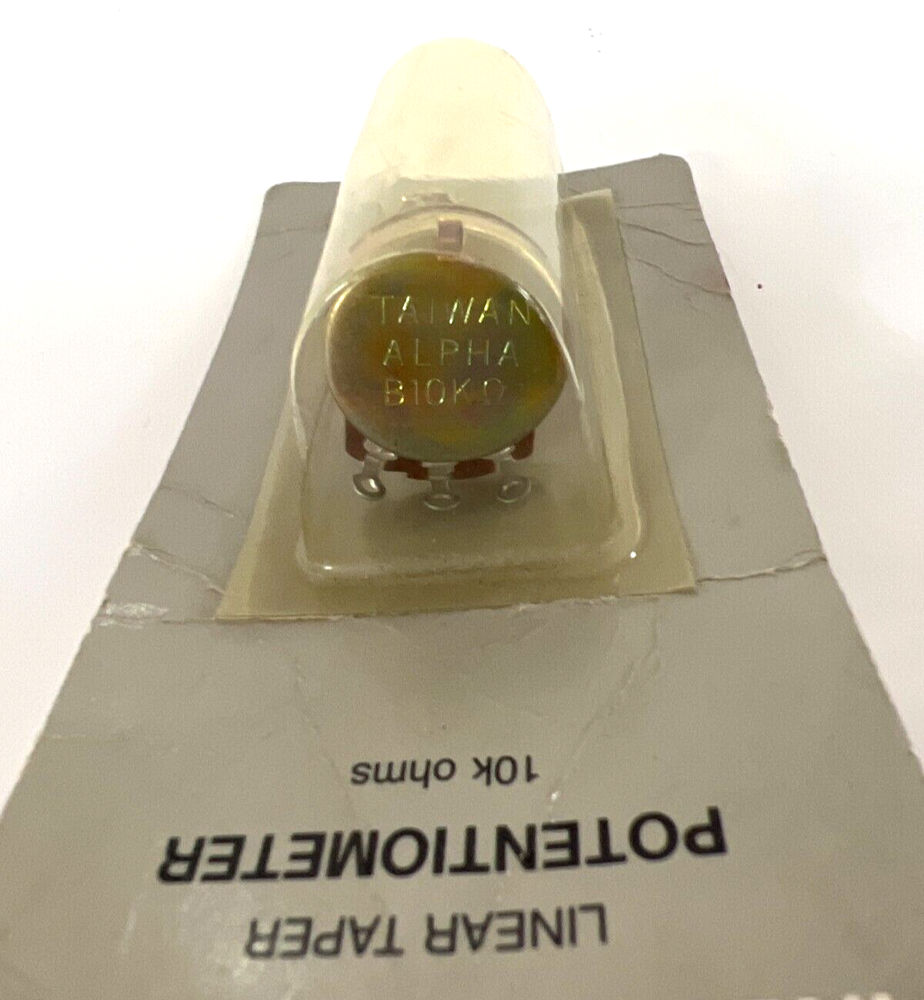 TAIWAN
ALPHA
B10KΩ
LINEAR TAPER
POTENTIOMETER
10k ohms